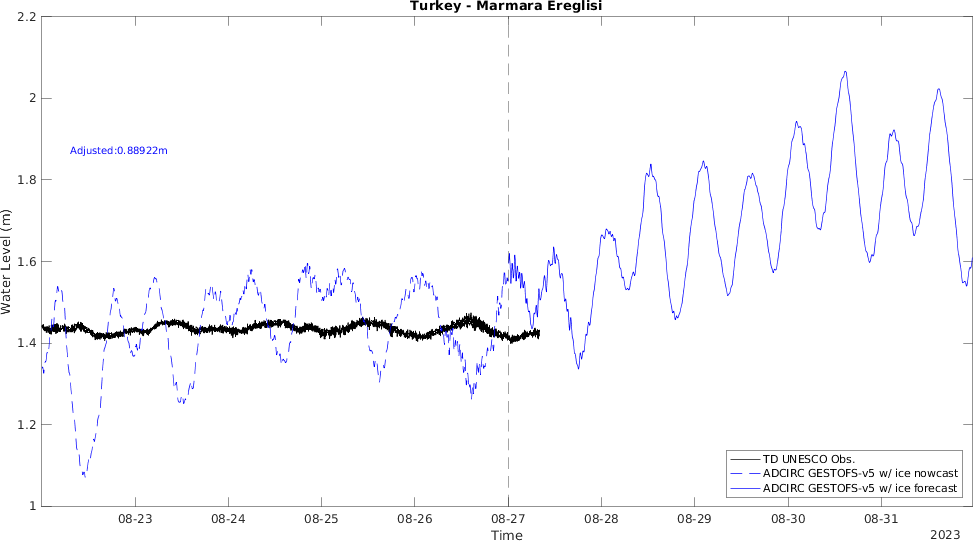 Turkey - Marmara Ereglisi
2.2
2
1.8
1.6
1.4
1.2
1
Water Level (m)
Adjusted:0.88922m
TD UNESCO Obs.
ADCIRC GESTOFS-v5 w/ ice nowcast
ADCIRC GESTOFS-v5 w/ ice forecast
08-23
08-24
08-25
08-26
08-27
08-28
08-29
08-30
08-31
Time
2023